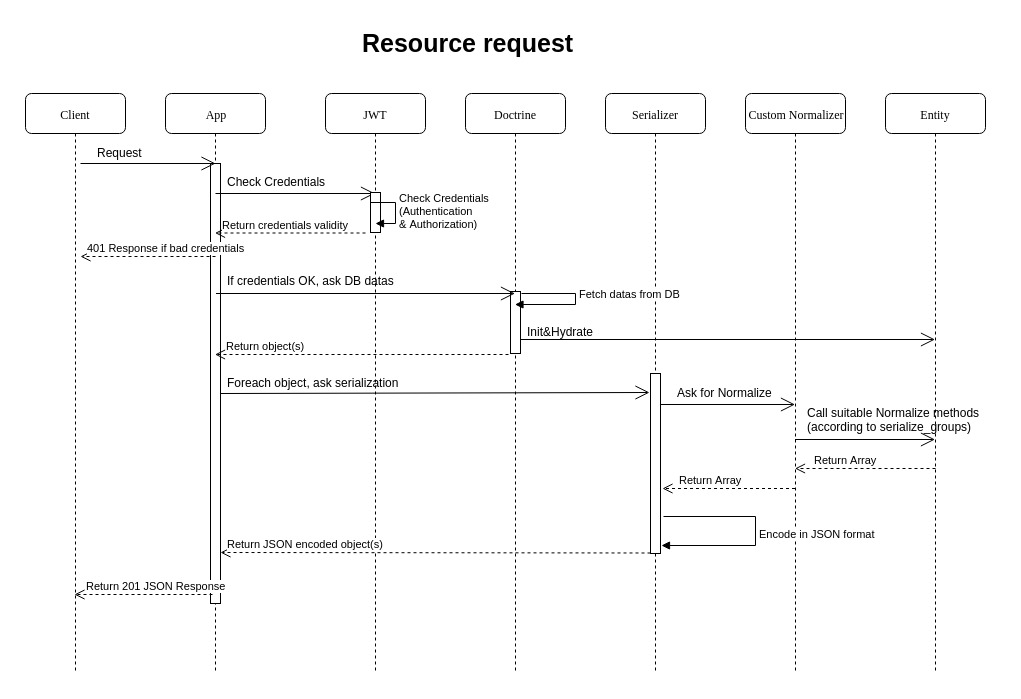 Resource request
Client
App
JWT
Doctrine
Serializer
Custom Normalizer
Entity
Request
Check Credentials
Check Credentials
(Authentication
& Authorization)
Return credentials validity
401 Response if bad credentials
If credentials OK, ask DB datas
Fetch datas from DB
Init&Hydrate
Return object(s)
Foreach object, ask serialization
Ask for Normalize
Call suitable Normalize methods
(according to serialize_groups)
Return Array
Return Array
Encode in JSON format
Return JSON encoded object(s)
Return 201 JSON Response